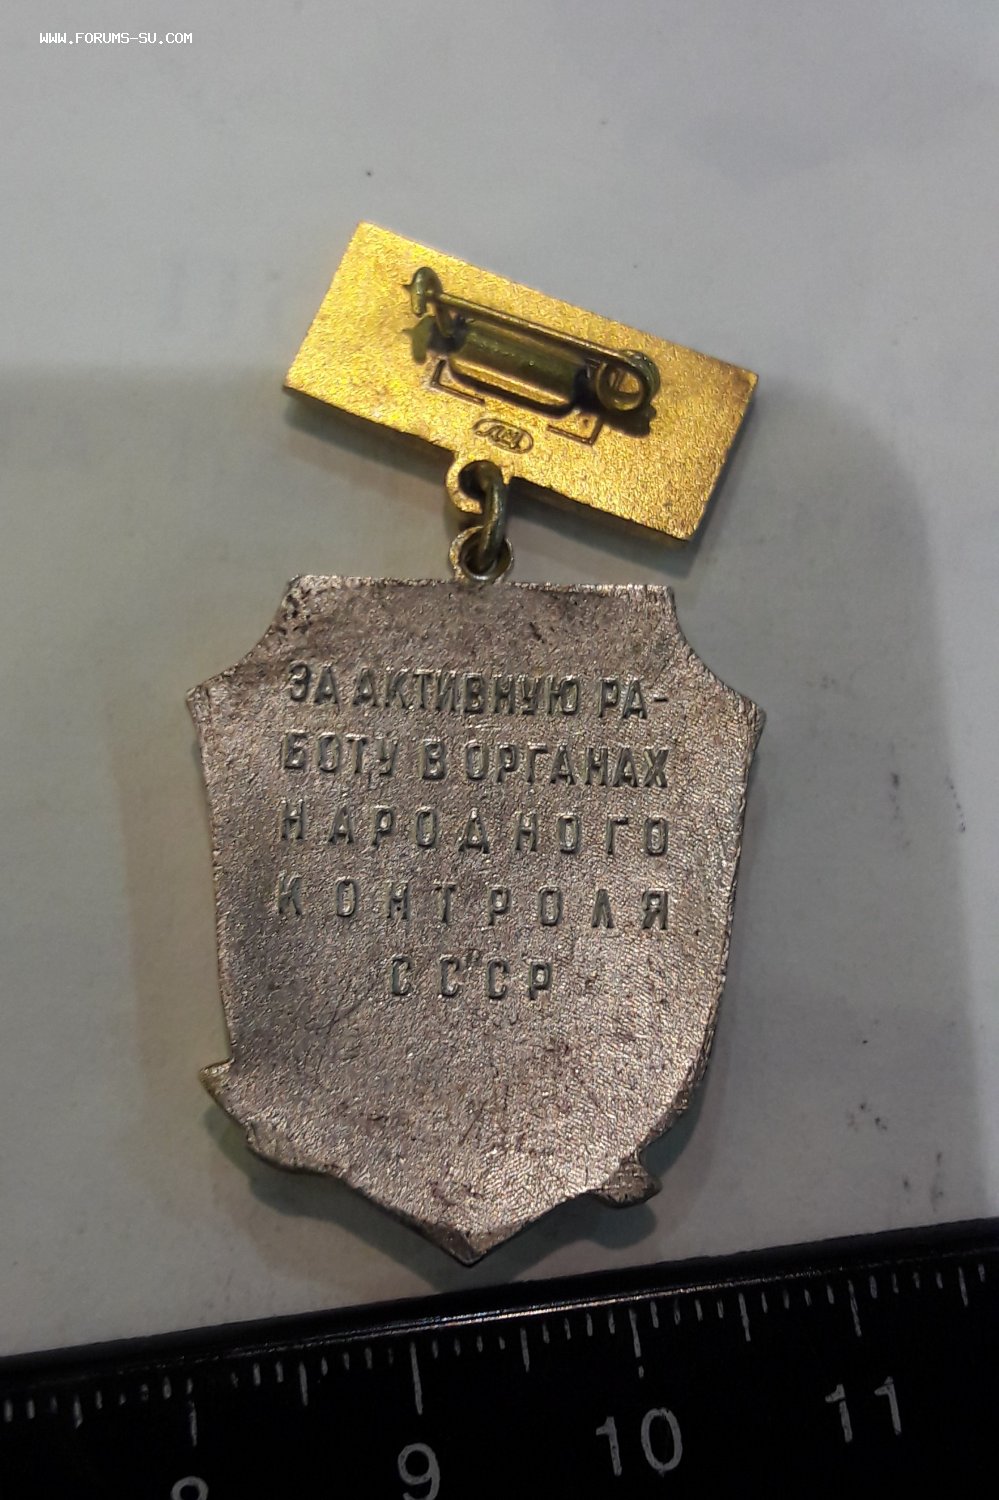 WWW.FORUMS-SU.COM
ЗА АКТИВНУЮ РА-
БОТУ В ОРГАНАХ
НАРОДНОГО
КОНТРОЛЯ
СССР
8 9 10 11